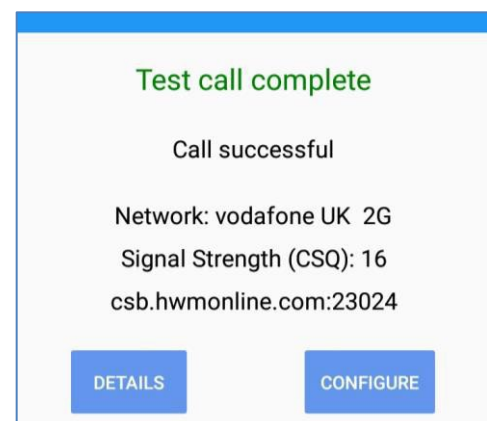 Test call complete
Call successful
Network: vodafone UK 2G
Signal Strength (CSQ): 16
csb.hwmonline.com:23024
DETAILS CONFIGURE